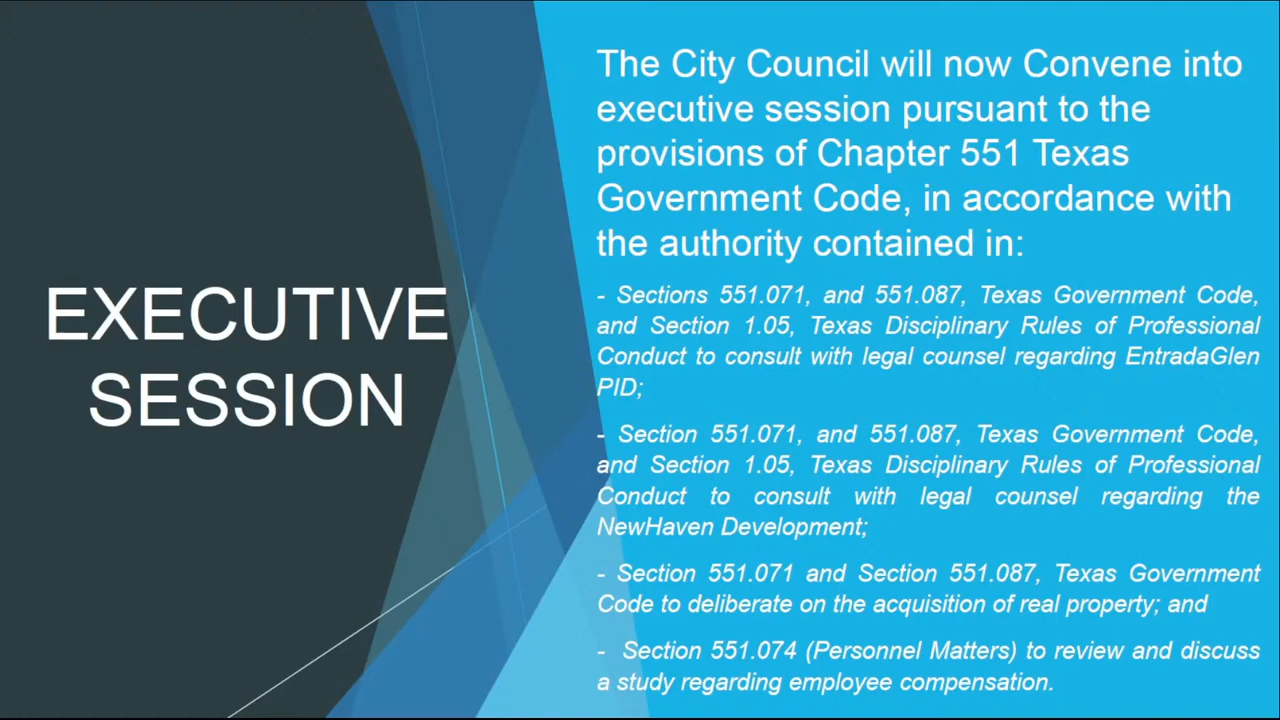 EXECUTIVE
SESSION
The City Council will now Convene into
executive session pursuant to the
provisions of Chapter 551 Texas
Government Code, in accordance with
the authority contained in:
- Sections 551.071, and 551.087, Texas Government Code,
and Section 1.05, Texas Disciplinary Rules of Professional
Conduct to consult with legal counsel regarding EntradaGlen
PID;
- Section 551.071, and 551.087, Texas Government Code,
and Section 1.05, Texas Disciplinary Rules of Professional
Conduct to consult with legal counsel regarding the
NewHaven Development;
- Section 551.071 and Section 551.087, Texas Government
Code to deliberate on the acquisition of real property; and
- Section 551.074 (Personnel Matters) to review and discuss
a study regarding employee compensation.